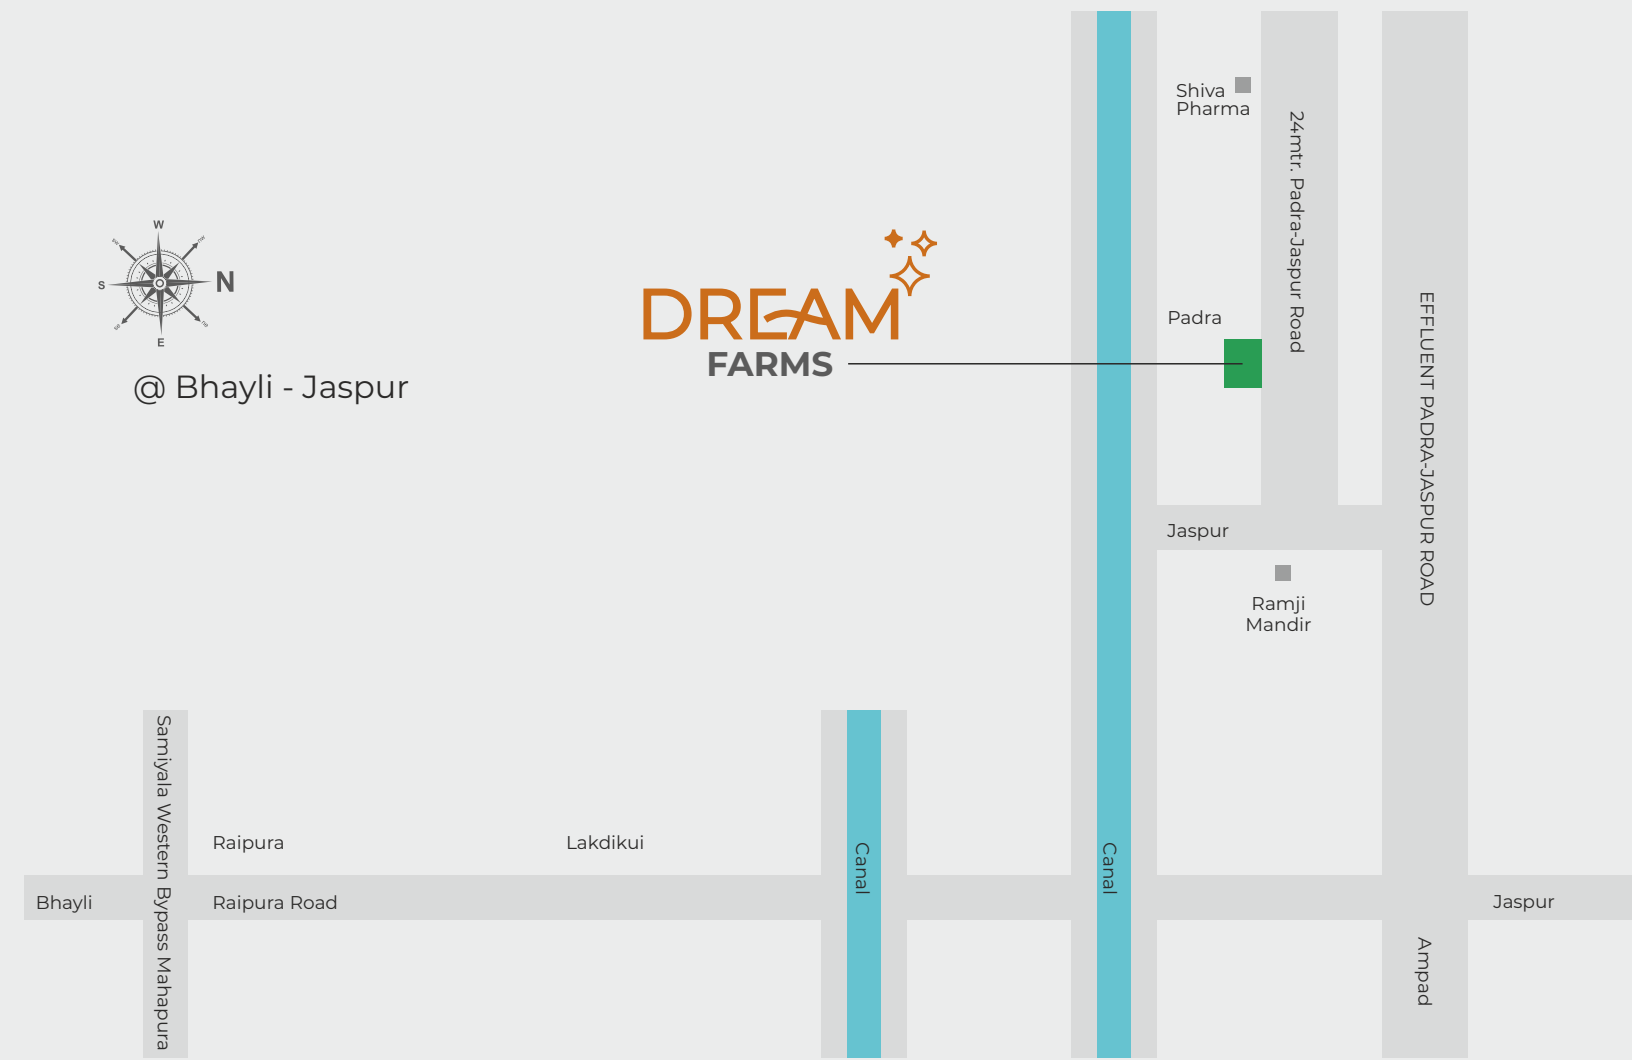 Shiva
Pharma
24mtr. Padra-Jaspur Road
W
S
N
E
DREAM
FARMS
Padra
EFFLUENT PADRA-JASPUR ROAD
@ Bhayli - Jaspur
Jaspur
Ramji
Mandir
Samiyala Western Bypass Mahapura
Raipura
Lakdikui
Canal
Canal
Bhayli
Raipura Road
Jaspur
Ampad